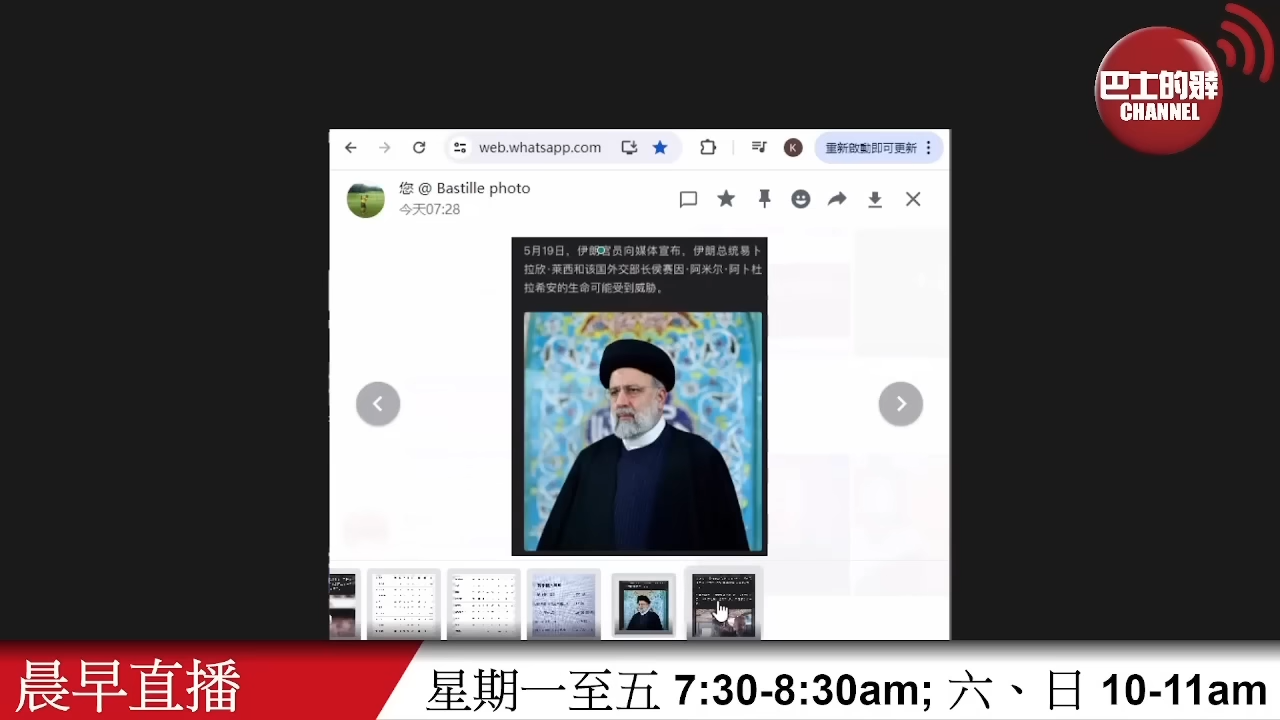 巴士的報
CHANNEL
web.whatsapp.com
K
重新啟動即可更新
您 @ Bastille photo
今天07:28
5月19日，伊朗官员向媒体宣布，伊朗总统易卜
拉欣·莱西和该国外交部长侯赛因·阿米尔·阿卜杜
拉希安的生命可能受到威胁。
晨早直播
星期一至五 7:30-8:30am; 六、日 10-11am